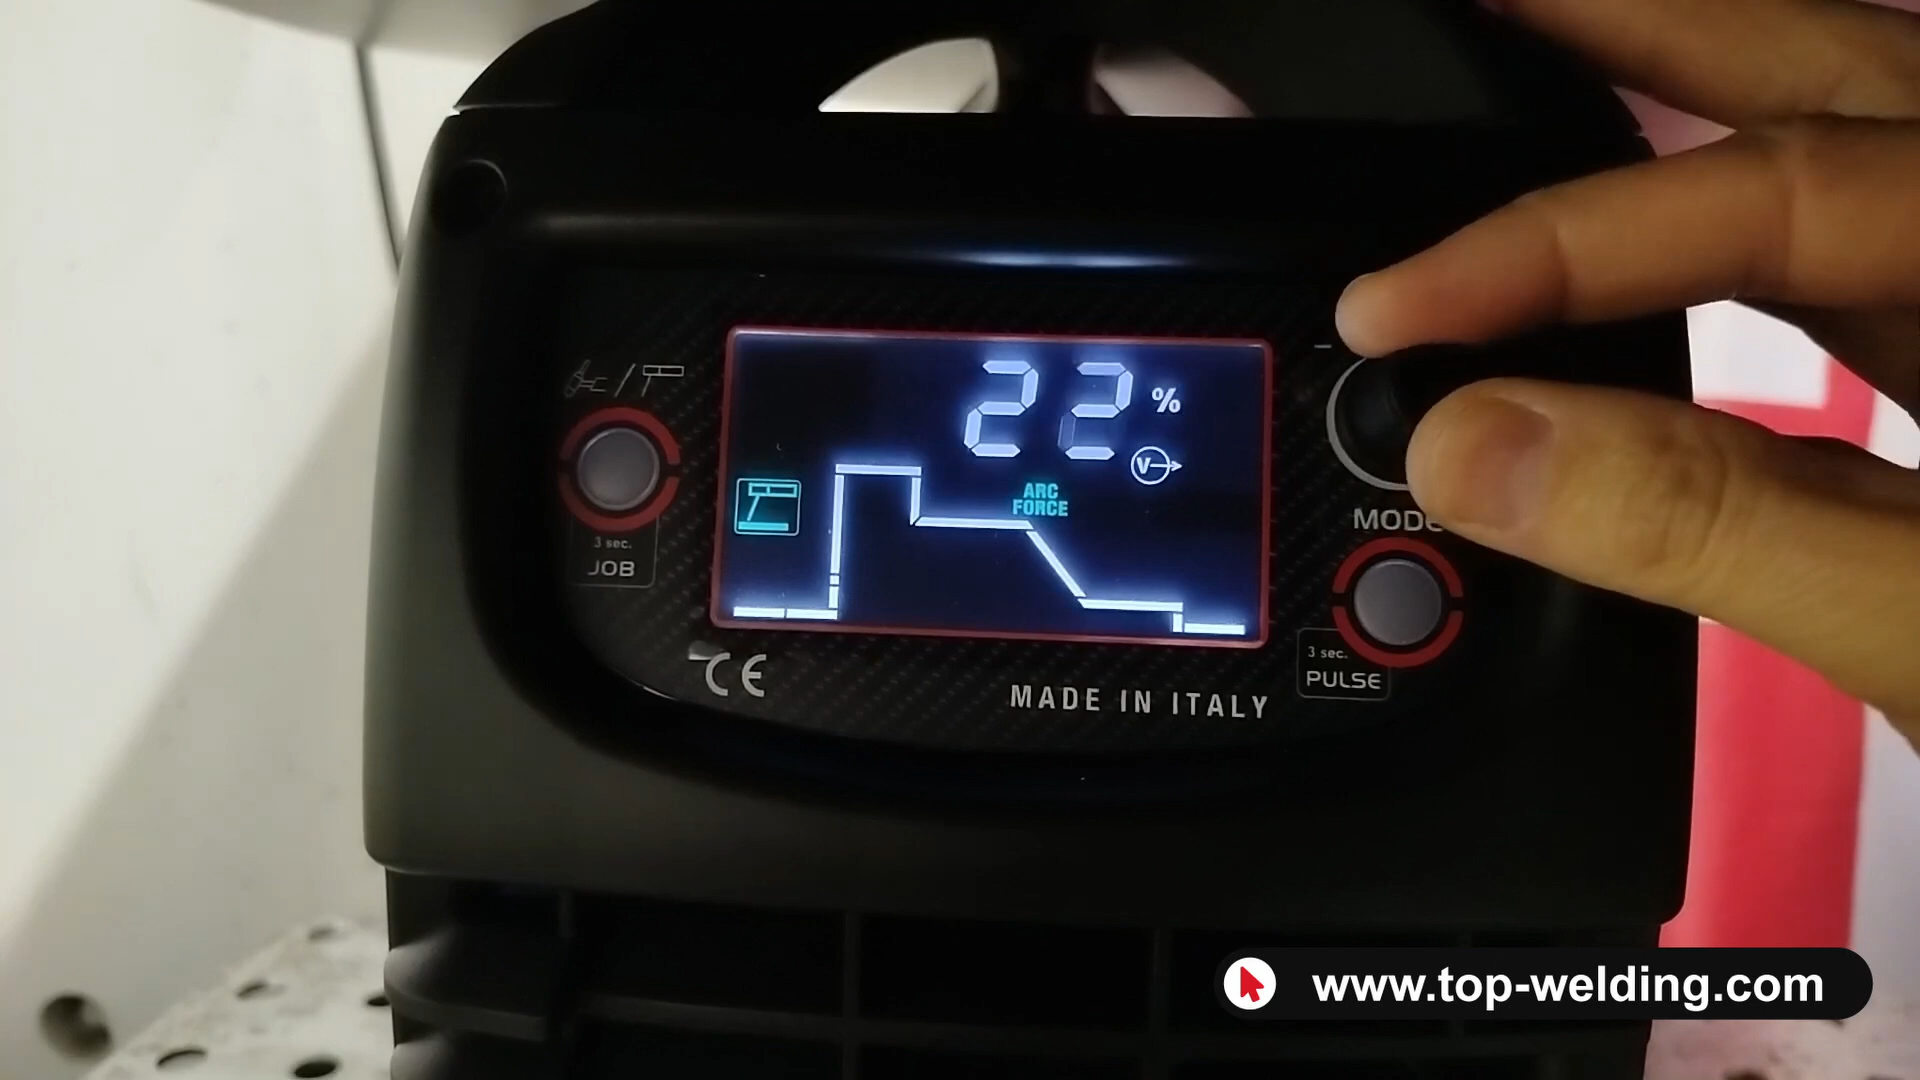 22 %
V
ARC
FORCE
3 sec.
JOB
MODE
3 sec.
PULSE
CE
MADE IN ITALY
www.top-welding.com